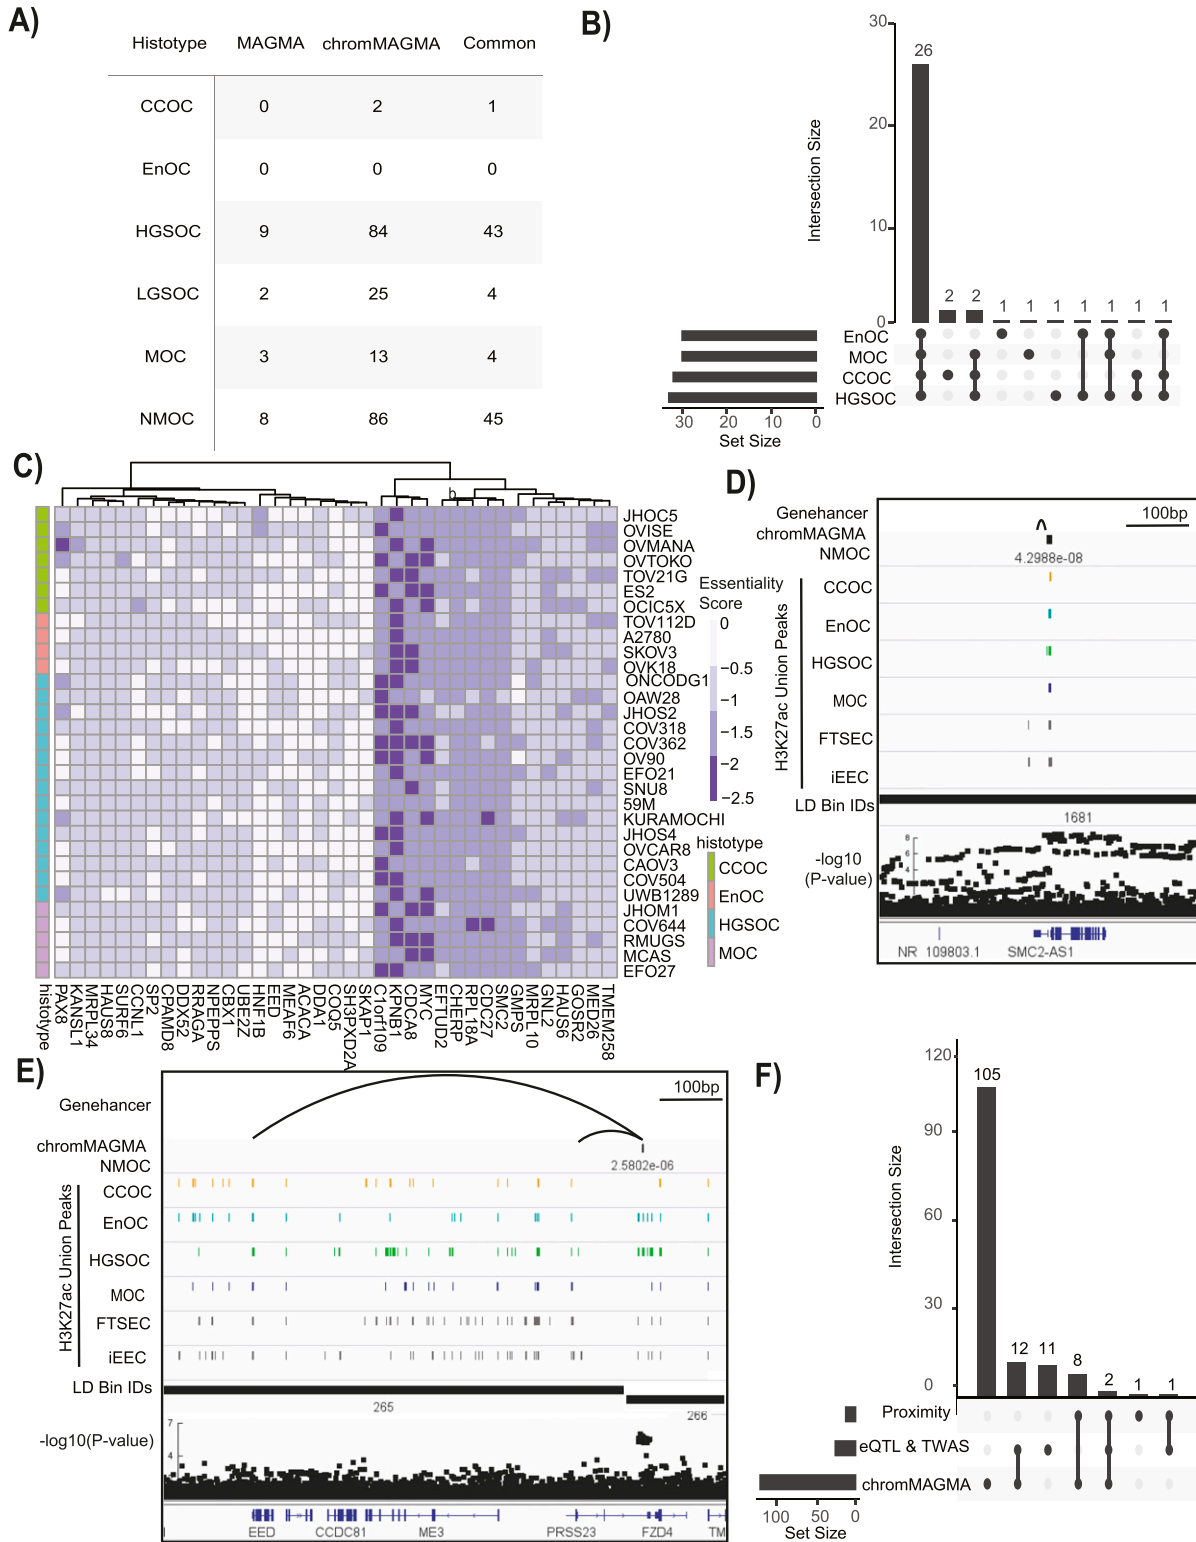 A)
Histotype MAGMA chromMAGMA Common
CCOC 0 2 1
EnOC 0 0 0
HGSOC 9 84 43
LGSOC 2 25 4
MOC 3 13 4
NMOC 8 86 45
B)
Intersection Size
30
20
10
0
26 2 2 1 1 1 1 1 1 1
EnOC
MOC
CCOC
HGSOC
30 20 10 0
Set Size
C)
b
JHOC5
OVISE
OVMANA
OVTOKO
TOV21G
ES2
OCIC5X
TOV112D
A2780
SKOV3
OVK18
ONCODG1
OAW28
JHOS2
COV318
COV362
OV90
EFO21
SNU8
59M
KURAMOCHI
JHOS4
OVCAR8
CAOV3
COV504
UWB1289
JHOM1
COV644
RMUGS
MCAS
EFO27
histotype
PAX8
KANSL1
MRPL34
HAUS8
SURF6
CCNL1
SP2
CPAMD8
DDX52
RRAGA
NPEPPS
CBX1
UBE2Z
HNF1B
EED
MEAF6
ACACA
DDA1
COQ5
SH3PXD2A
SKAP1
C1orf109
KPNB1
CDCA8
MYC
EFTUD2
CHERP
RPL18A
CDC27
SMC2
GMPS
MRPL10
GNL2
HAUS6
GOSR2
MED26
TMEM258
Essentiality
Score
0
−0.5
−1
−1.5
−2
−2.5
histotype
CCOC
EnOC
HGSOC
MOC
D)
Genehancer
100bp
chromMAGMA
NMOC
4.2988e-08
H3K27ac Union Peaks
CCOC
EnOC
HGSOC
MOC
FTSEC
iEEC
LD Bin IDs
1681
-log10
(P-value)
8
6
4
NR 109803.1 SMC2-AS1
E)
Genehancer
100bp
chromMAGMA
NMOC
2.5802e-06
H3K27ac Union Peaks
CCOC
EnOC
HGSOC
MOC
FTSEC
iEEC
LD Bin IDs
265 266
-log10(P-value)
7
4
EED CCDC81 ME3 PRSS23 FZD4 TM
F)
Intersection Size
120
90
60
30
0
105 12 11 8 2 1 1
Proximity
eQTL & TWAS
chromMAGMA
100 50 0
Set Size